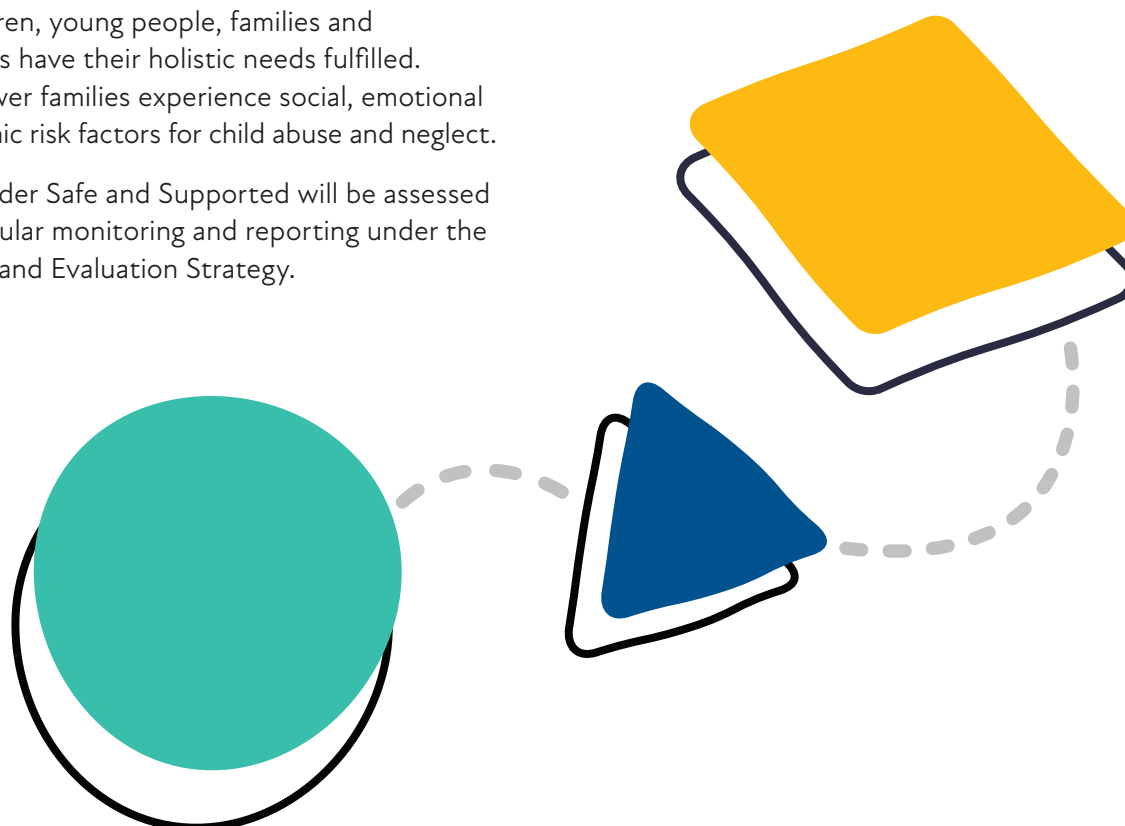 ren, young people, families and
s have their holistic needs fulfilled.
ver families experience social, emotional
nic risk factors for child abuse and neglect.
der Safe and Supported will be assessed
ular monitoring and reporting under the
and Evaluation Strategy.